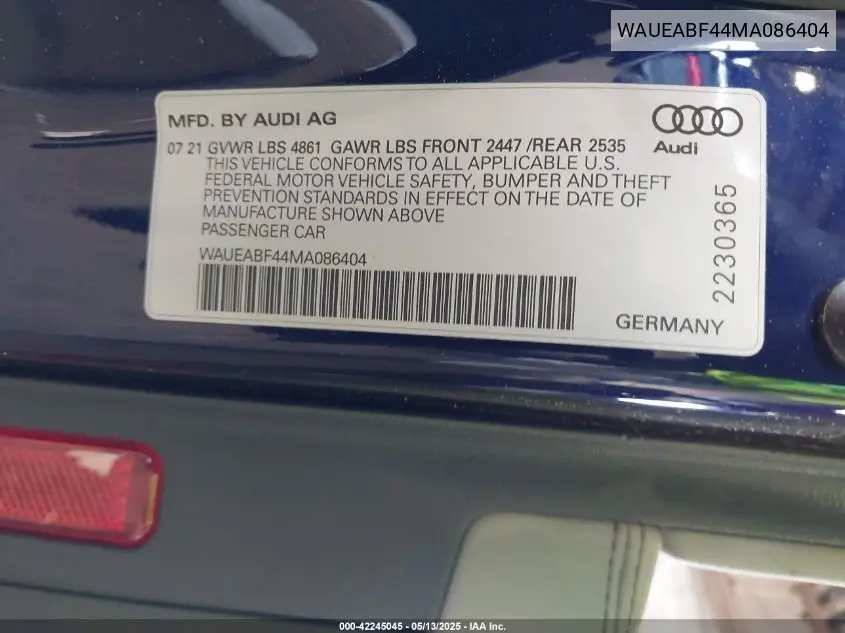 WAUEABF44MA086404
MFD. BY AUDI AG
Audi
07 21 GVWR LBS 4861 GAWR LBS FRONT 2447 /REAR 2535
THIS VEHICLE CONFORMS TO ALL APPLICABLE U.S.
FEDERAL MOTOR VEHICLE SAFETY, BUMPER AND THEFT
PREVENTION STANDARDS IN EFFECT ON THE DATE OF
MANUFACTURE SHOWN ABOVE
PASSENGER CAR
WAUEABF44MA086404
2230365
GERMANY
000-42245045 - 05/13/2025 - IAA Inc.